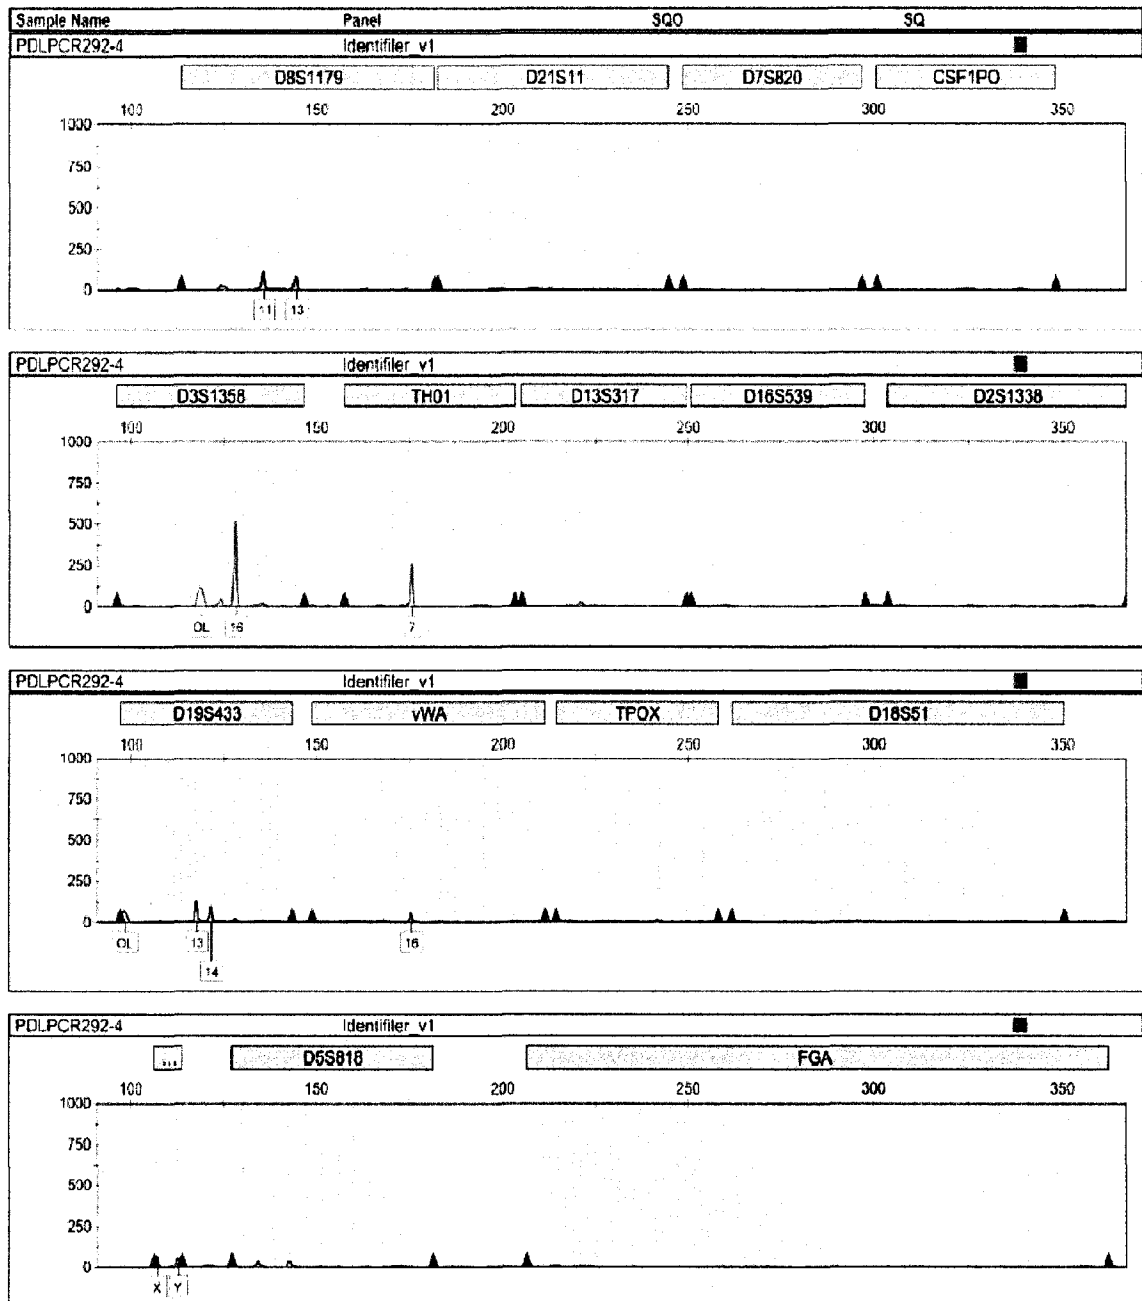 Sample Name Panel SQO SQ
PDLPCR292-4 Identifiler_v1
D8S1179 D21S11 D7S820 CSF1PO
100 150 200 250 300 350
1000
750
500
250
0
11 13
PDLPCR292-4 Identifiler_v1
D3S1358 TH01 D13S317 D16S539 D2S1338
100 150 200 250 300 350
1000
750
500
250
0
OL 16 7
PDLPCR292-4 Identifiler_v1
D19S433 vWA TPOX D18S51
100 150 200 250 300 350
1000
750
500
250
0
OL 13 16
14
PDLPCR292-4 Identifiler_v1
... D5S818 FGA
100 150 200 250 300 350
1000
750
500
250
0
X Y